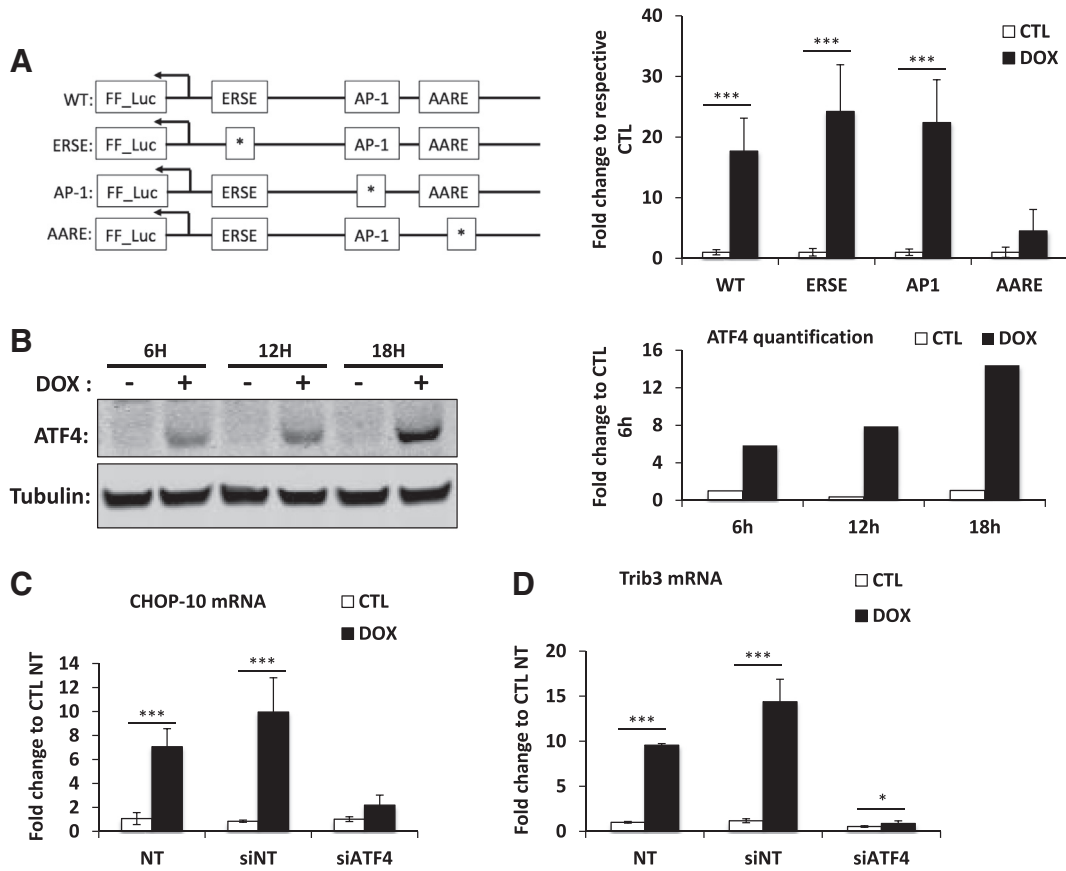 A
WT: FF_Luc ERSE AP-1 AARE
ERSE: FF_Luc * AP-1 AARE
AP-1: FF_Luc ERSE * AARE
AARE: FF_Luc ERSE AP-1 *
Fold change to respective
CTL
40
30
20
10
0
CTL
DOX
***
***
***
WT ERSE AP1 AARE
B
6H 12H 18H
DOX : - + - + - +
ATF4:
Tubulin:
ATF4 quantification
CTL DOX
Fold change to CTL
6h
16
12
8
4
0
6h 12h 18h
C
CHOP-10 mRNA
CTL
DOX
Fold change to CTL NT
14
12
10
8
6
4
2
0
***
***
NT siNT siATF4
D
Trib3 mRNA
CTL
DOX
Fold change to CTL NT
20
15
10
5
0
***
***
*
NT siNT siATF4